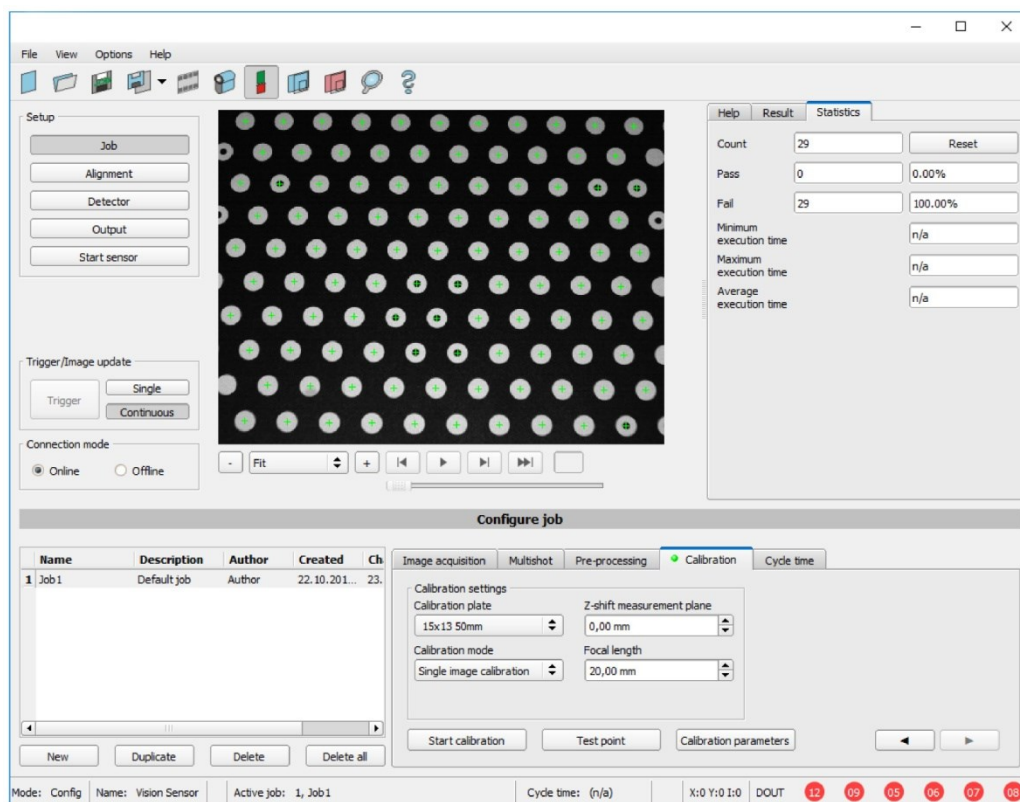 File View Options Help
Setup
Job
Alignment
Detector
Output
Start sensor
Trigger/Image update
Trigger
Single
Continuous
Connection mode
Online Offline
- Fit +
Help Result Statistics
Count 29 Reset
Pass 0 0.00%
Fail 29 100.00%
Minimum
execution time n/a
Maximum
execution time n/a
Average
execution time n/a
Configure job
Name Description Author Created Ch
1 Job1 Default job Author 22.10.201... 23.
New Duplicate Delete Delete all
Image acquisition Multishot Pre-processing Calibration Cycle time
Calibration settings
Calibration plate Z-shift measurement plane
15x13 50mm 0,00 mm
Calibration mode Focal length
Single image calibration 20,00 mm
Start calibration Test point Calibration parameters
Mode: Config Name: Vision Sensor Active job: 1, Job1 Cycle time: (n/a) X:0 Y:0 I:0 DOUT 12 09 05 06 07 08